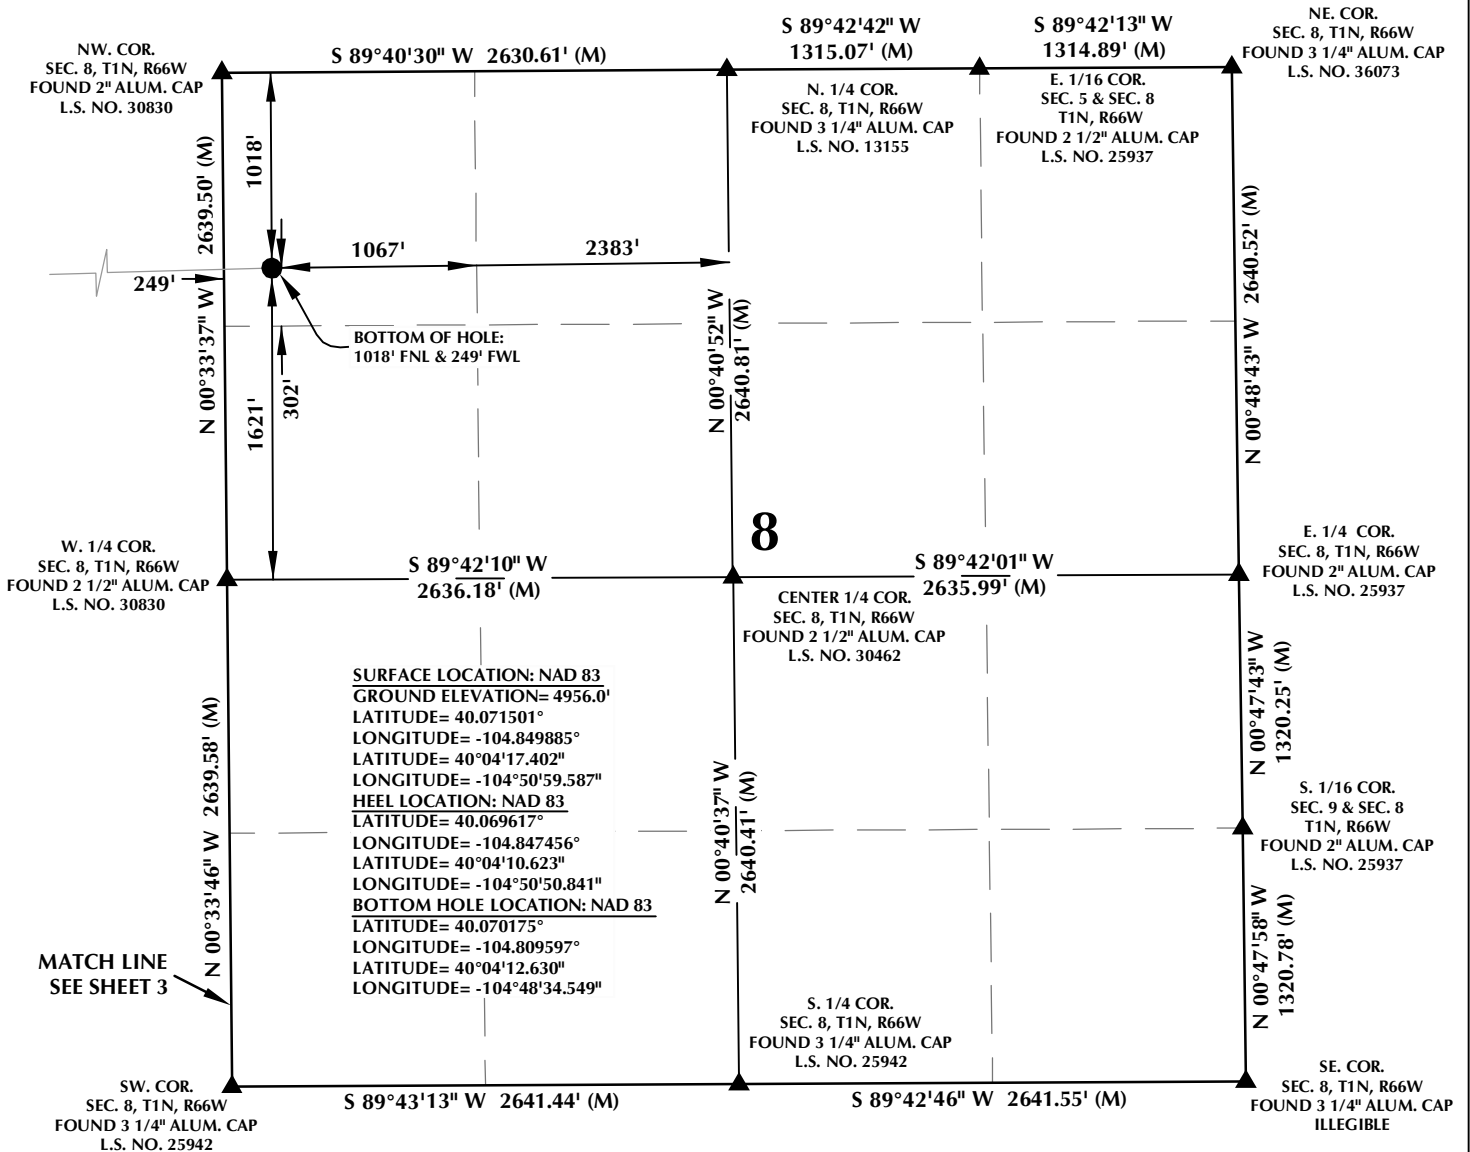 S 89°42'42" W
1315.07' (M)
S 89°42'13" W
1314.89' (M)
NE. COR.
SEC. 8, T1N, R66W
FOUND 3 1/4" ALUM. CAP
L.S. NO. 36073
NW. COR.
SEC. 8, T1N, R66W
FOUND 2" ALUM. CAP
L.S. NO. 30830
S 89°40'30" W 2630.61' (M)
N. 1/4 COR.
SEC. 8, T1N, R66W
FOUND 3 1/4" ALUM. CAP
L.S. NO. 13155
E. 1/16 COR.
SEC. 5 & SEC. 8
T1N, R66W
FOUND 2 1/2" ALUM. CAP
L.S. NO. 25937
N 00°33'37" W 2639.50' (M)
1018'
1067'
2383'
249'
BOTTOM OF HOLE:
1018' FNL & 249' FWL
302'
1621'
N 00°40'52" W
2640.81' (M)
N 00°48'43" W 2640.52' (M)
8
W. 1/4 COR.
SEC. 8, T1N, R66W
FOUND 2 1/2" ALUM. CAP
L.S. NO. 30830
S 89°42'10" W
2636.18' (M)
S 89°42'01" W
2635.99' (M)
E. 1/4 COR.
SEC. 8, T1N, R66W
FOUND 2" ALUM. CAP
L.S. NO. 25937
CENTER 1/4 COR.
SEC. 8, T1N, R66W
FOUND 2 1/2" ALUM. CAP
L.S. NO. 30462
SURFACE LOCATION: NAD 83
GROUND ELEVATION= 4956.0'
LATITUDE= 40.071501°
LONGITUDE= -104.849885°
LATITUDE= 40°04'17.402"
LONGITUDE= -104°50'59.587"
HEEL LOCATION: NAD 83
LATITUDE= 40.069617°
LONGITUDE= -104.847456°
LATITUDE= 40°04'10.623"
LONGITUDE= -104°50'50.841"
BOTTOM HOLE LOCATION: NAD 83
LATITUDE= 40.070175°
LONGITUDE= -104.809597°
LATITUDE= 40°04'12.630"
LONGITUDE= -104°48'34.549"
N 00°33'46" W 2639.58' (M)
N 00°40'37" W
2640.41' (M)
N 00°47'43" W
1320.25' (M)
S. 1/16 COR.
SEC. 9 & SEC. 8
T1N, R66W
FOUND 2" ALUM. CAP
L.S. NO. 25937
N 00°47'58" W
1320.78' (M)
MATCH LINE
SEE SHEET 3
S. 1/4 COR.
SEC. 8, T1N, R66W
FOUND 3 1/4" ALUM. CAP
L.S. NO. 25942
SW. COR.
SEC. 8, T1N, R66W
FOUND 3 1/4" ALUM. CAP
L.S. NO. 25942
S 89°43'13" W 2641.44' (M)
S 89°42'46" W 2641.55' (M)
SE. COR.
SEC. 8, T1N, R66W
FOUND 3 1/4" ALUM. CAP
ILLEGIBLE